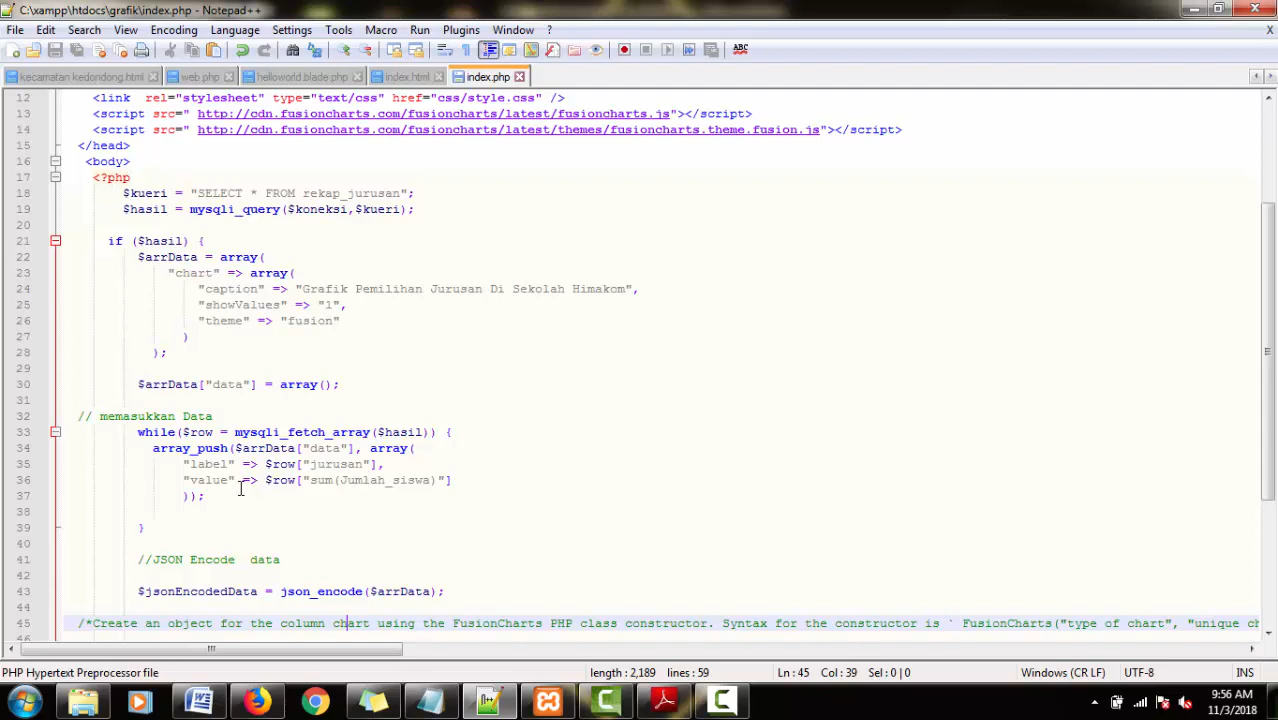 C:\xampp\htdocs\grafik\index.php - Notepad++
File Edit Search View Encoding Language Settings Tools Macro Run Plugins Window ? X
kecamatan kedondong.html web.php helloworld.blade.php index.html index.php
12 <link rel="stylesheet" type="text/css" href="css/style.css" />
13 <script src=" http://cdn.fusioncharts.com/fusioncharts/latest/fusioncharts.js"></script>
14 <script src=" http://cdn.fusioncharts.com/fusioncharts/latest/themes/fusioncharts.theme.fusion.js"></script>
15 </head>
16 <body>
17 <?php
18 $kueri = "SELECT * FROM rekap_jurusan";
19 $hasil = mysqli_query($koneksi,$kueri);
20
21 if ($hasil) {
22 $arrData = array(
23 "chart" => array(
24 "caption" => "Grafik Pemilihan Jurusan Di Sekolah Himakom",
25 "showValues" => "1",
26 "theme" => "fusion"
27 )
28 );
29
30 $arrData["data"] = array();
31
32 // memasukkan Data
33 while($row = mysqli_fetch_array($hasil)) {
34 array_push($arrData["data"], array(
35 "label" => $row["jurusan"],
36 "value" => $row["sum(Jumlah_siswa)"]
37 ));
38
39 }
40
41 //JSON Encode data
42
43 $jsonEncodedData = json_encode($arrData);
44
45 /*Create an object for the column chart using the FusionCharts PHP class constructor. Syntax for the constructor is ` FusionCharts("type of chart", "unique ch
PHP Hypertext Preprocessor file length : 2,189 lines : 59 Ln : 45 Col : 39 Sel : 0 | 0 Windows (CR LF) UTF-8 INS
9:56 AM
11/3/2018